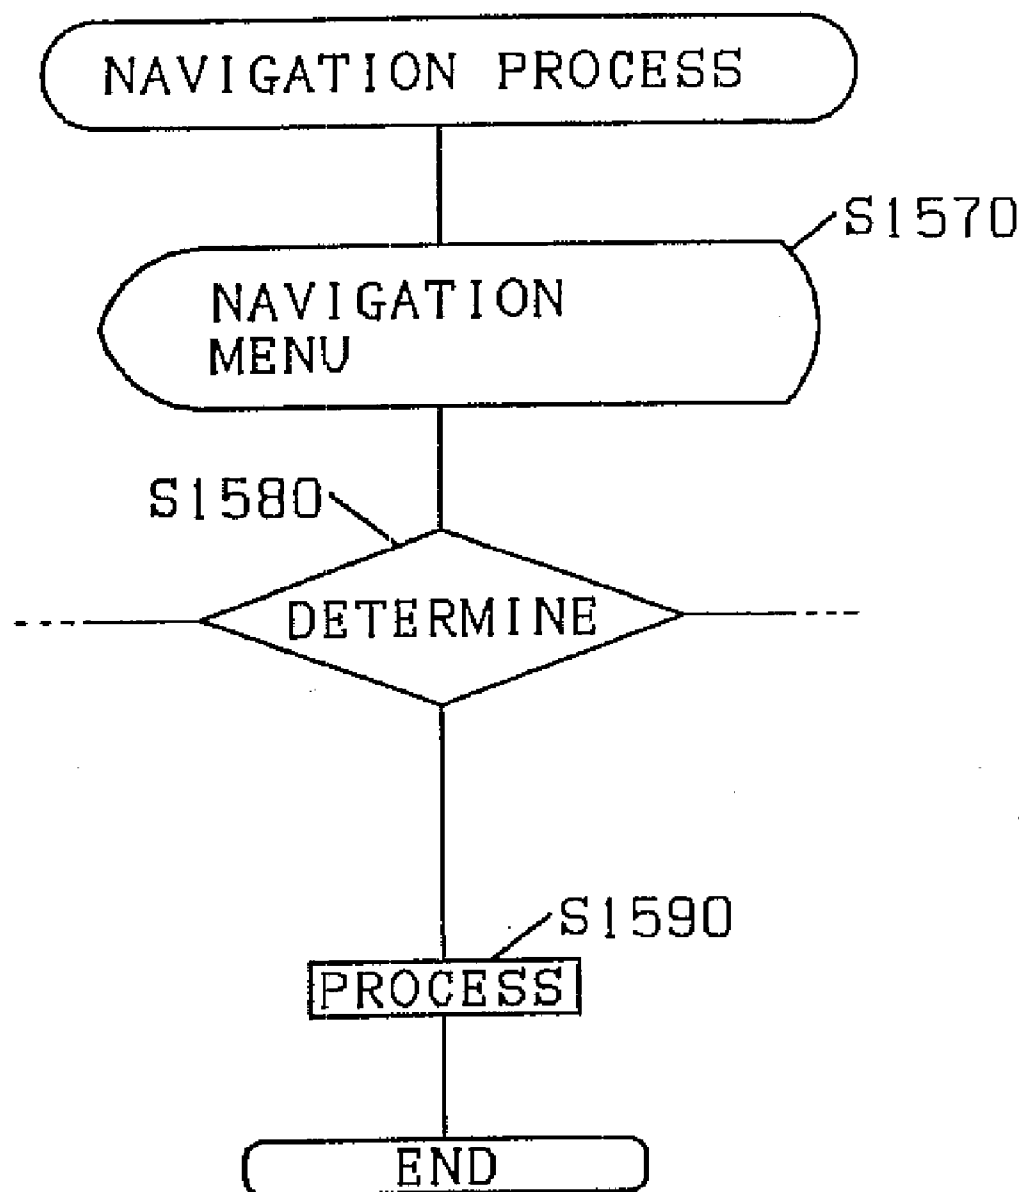 NAVIGATION PROCESS
S1570
NAVIGATION
MENU
S1580
DETERMINE
S1590
PROCESS
END